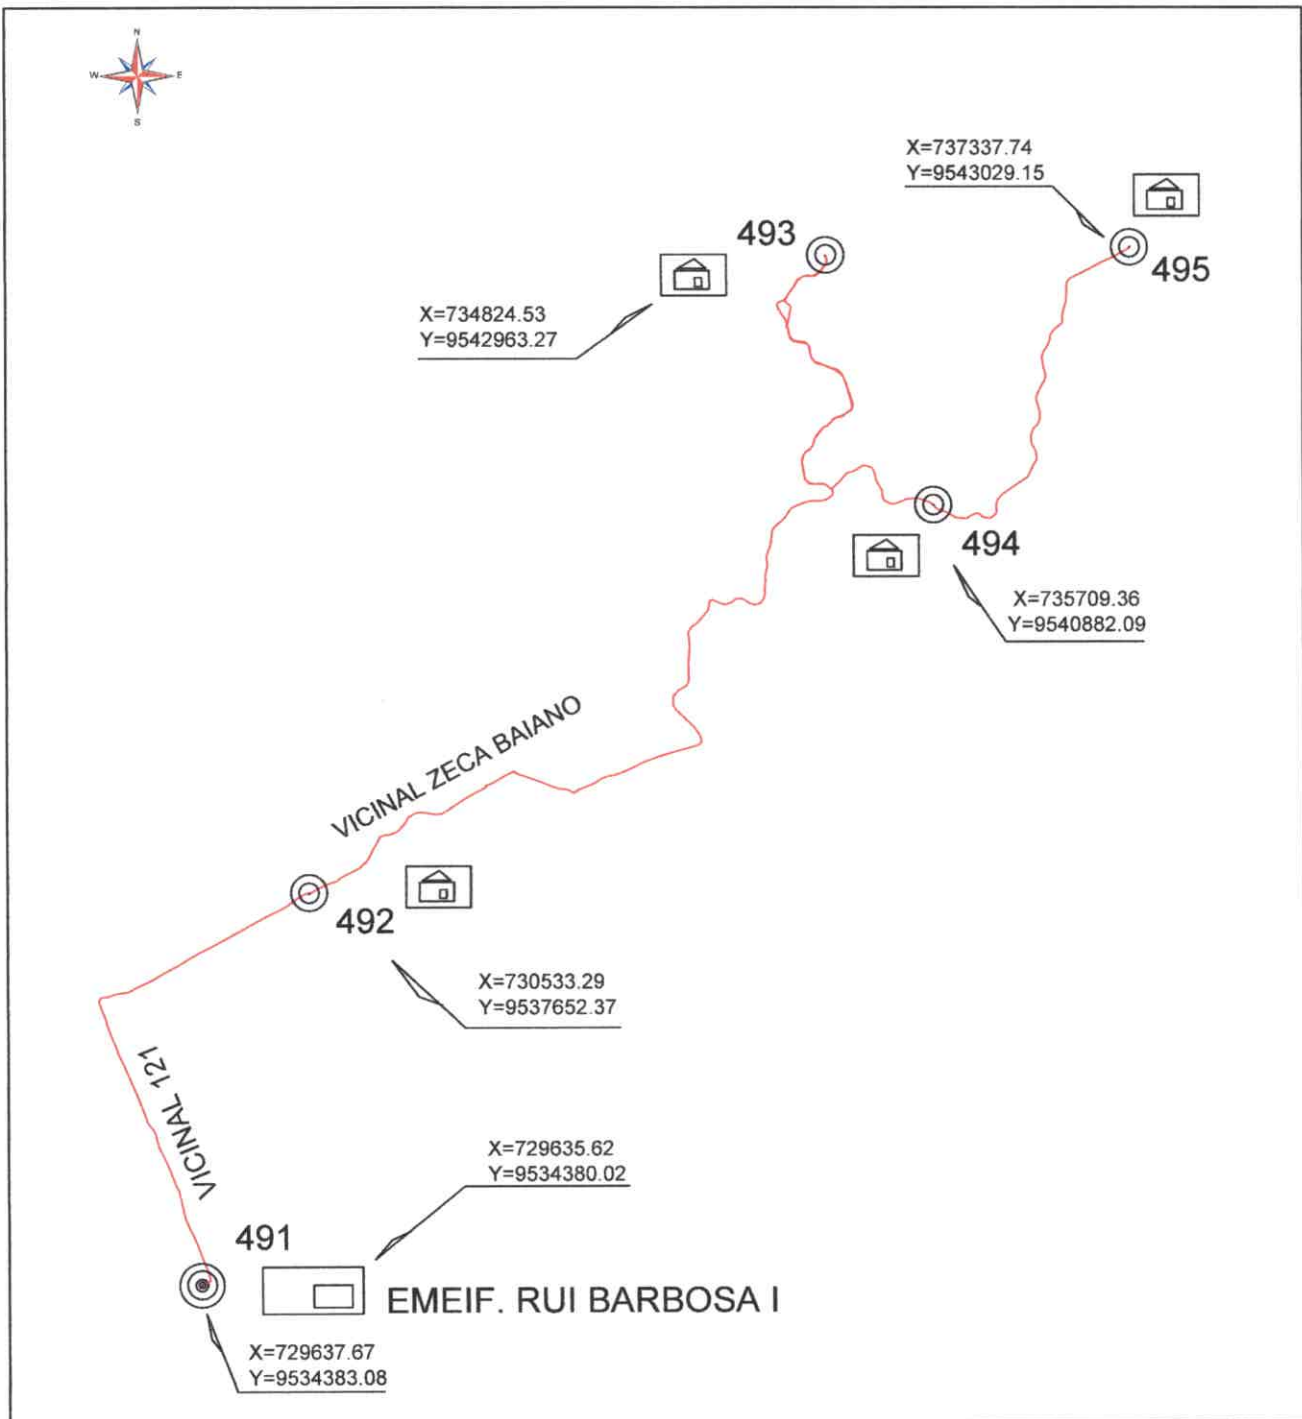 N
W E
S
X=737337.74
Y=9543029.15
493
495
X=734824.53
Y=9542963.27
494
X=735709.36
Y=9540882.09
VICINAL ZECA BAIANO
492
X=730533.29
Y=9537652.37
VICINAL 121
X=729635.62
Y=9534380.02
491
EMEIF. RUI BARBOSA I
X=729637.67
Y=9534383.08